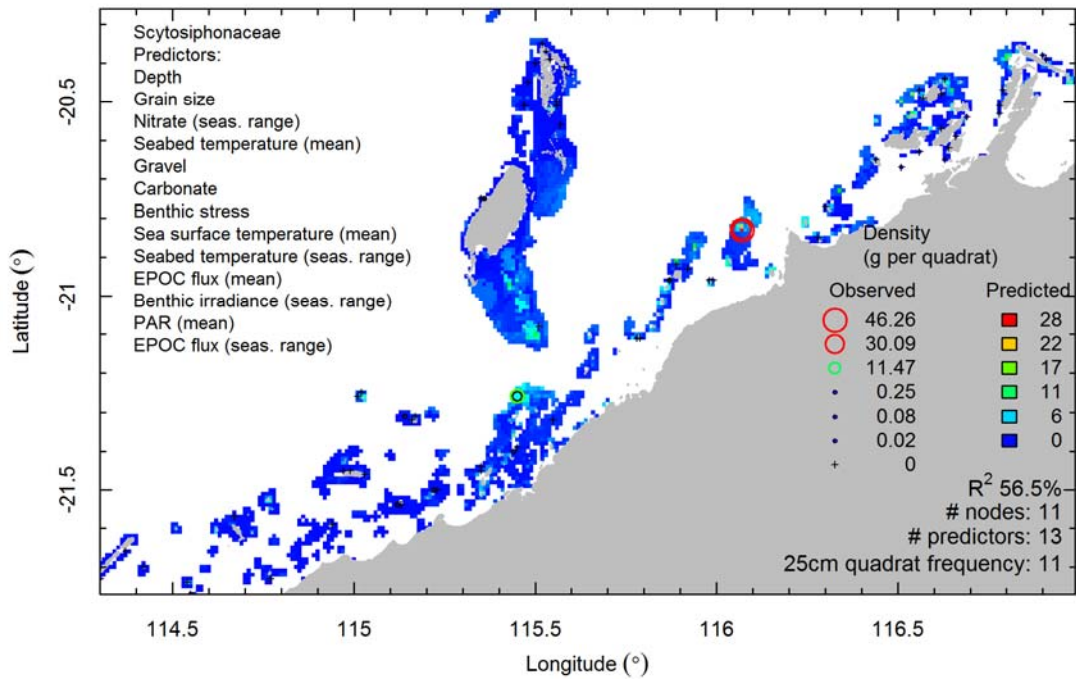 Scytosiphonaceae
Predictors:
Depth
Grain size
Nitrate (seas. range)
Seabed temperature (mean)
Gravel
Carbonate
Benthic stress
Sea surface temperature (mean)
Seabed temperature (seas. range)
EPOC flux (mean)
Benthic irradiance (seas. range)
PAR (mean)
EPOC flux (seas. range)
Latitude (°)
-20.5
-21
-21.5
Density
(g per quadrat)
Observed Predicted
46.26 28
30.09 22
11.47 17
0.25 11
0.08 6
0.02 0
0
R² 56.5%
# nodes: 11
# predictors: 13
25cm quadrat frequency: 11
114.5 115 115.5 116 116.5
Longitude (°)